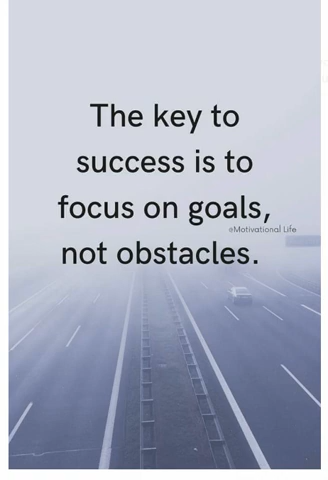 The key to
success is to
focus on goals,
@Motivational Life
not obstacles.